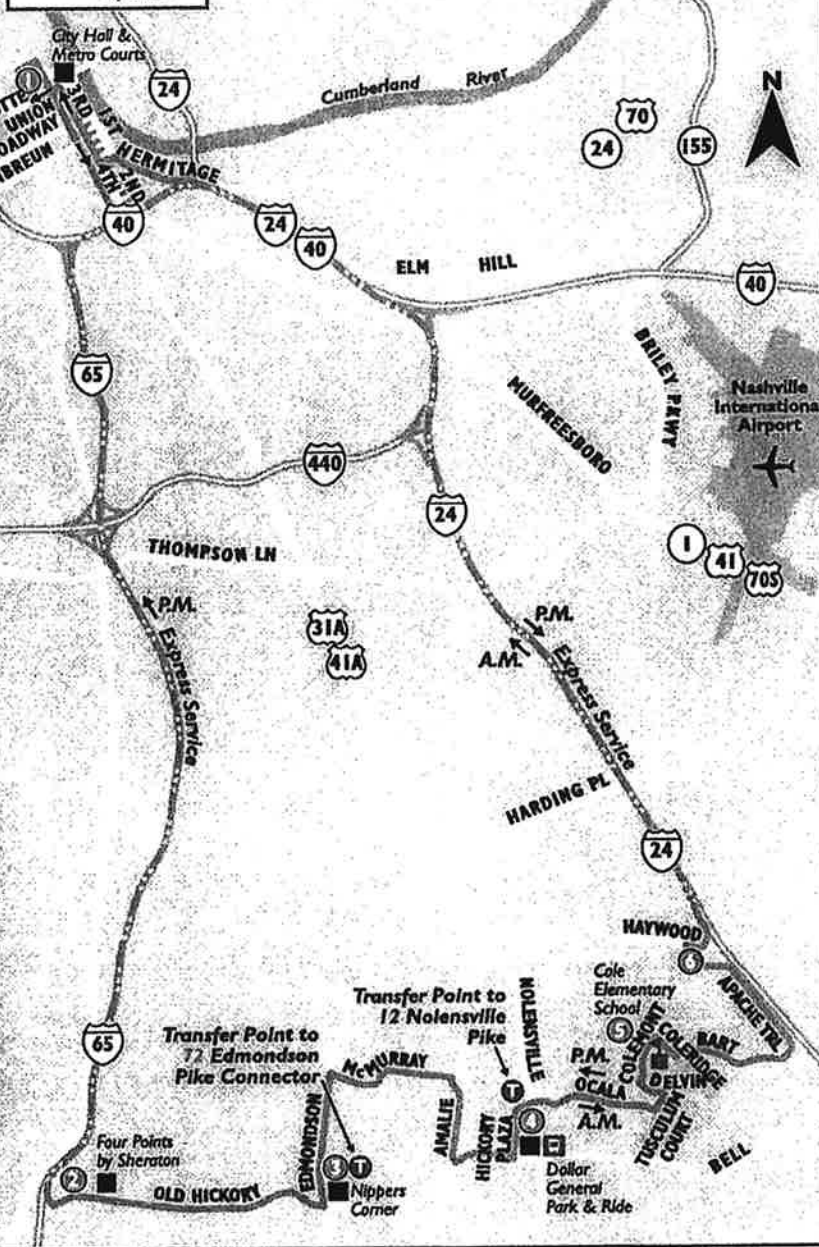 City Hall &
Metro Courts
1
UNION
3RD
1ST
HERMITAGE
2ND
4TH
24
Cumberland River
70
24
155
N
40
24
40
ELM HILL
40
65
BRILEY PKWY
MURFREESBORO
Nashville
Internationa
Airport
440
24
THOMPSON LN
1
41
70S
P.M.
Express Service
31A
41A
P.M.
A.M.
Express Service
HARDING PL
24
HAYWOOD
6
APACHE TRL
Cole
Elementary
School
5
COLEMONT
COLERIDGE
BART
DELVIN
Transfer Point to
12 Nolensville
Pike
NOLENSVILLE
T
P.M.
OCALA
A.M.
TUSCULUM
COURT
BELL
65
Transfer Point to
72 Edmondson
Pike Connector
McMURRAY
EDMONDSON
AMALIE
HICKORY
PLAZA
4
Dollar
General
Park & Ride
Four Points
by Sheraton
2
OLD HICKORY
3
T
Nippers
Corner